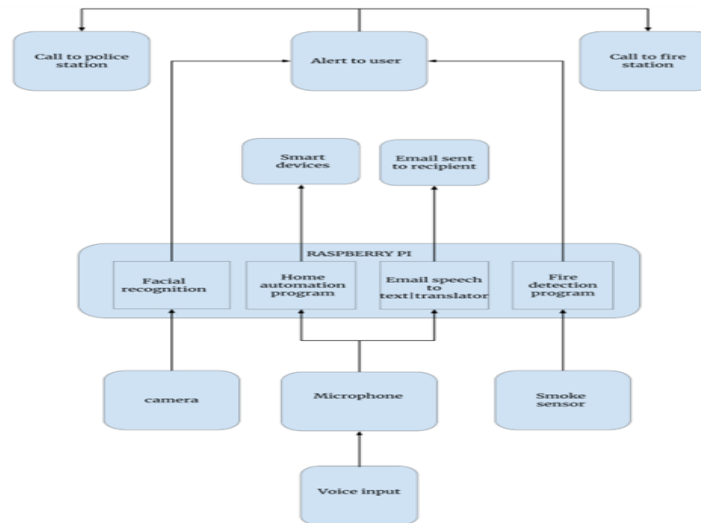 Call to police
station
Alert to user
Call to fire
station
Smart
devices
Email sent
to recipient
RASPBERRY PI
Facial
recognition
Home
automation
program
Email speech
to
text|translator
Fire
detection
program
camera
Microphone
Smoke
sensor
Voice input